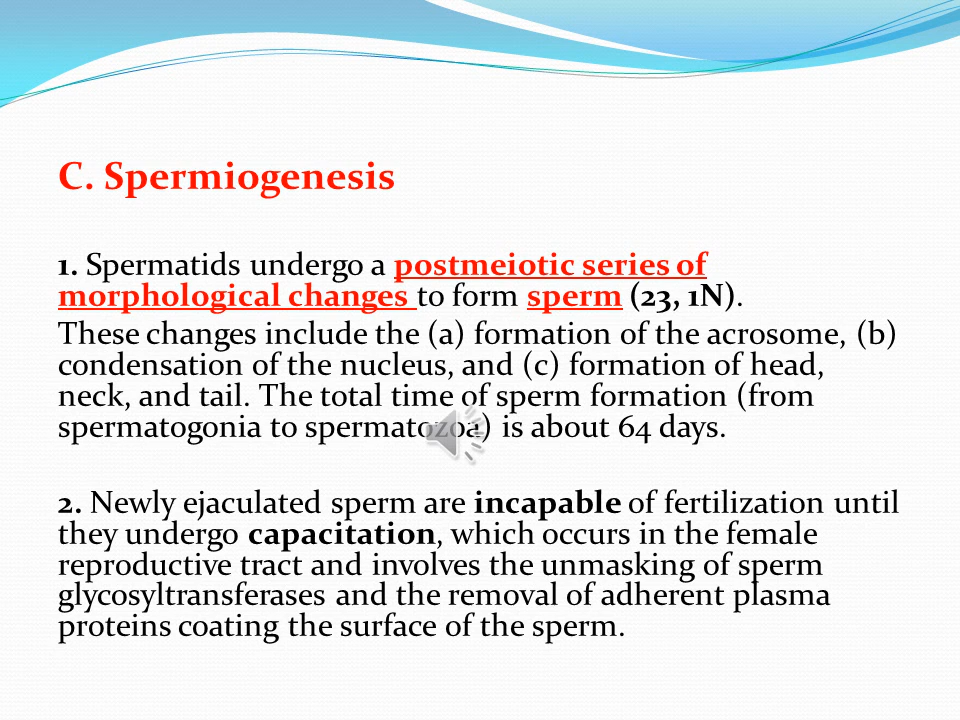 C. Spermiogenesis
1. Spermatids undergo a postmeiotic series of
morphological changes to form sperm (23, 1N).
These changes include the (a) formation of the acrosome, (b)
condensation of the nucleus, and (c) formation of head,
neck, and tail. The total time of sperm formation (from
spermatogonia to spermatozoa) is about 64 days.
2. Newly ejaculated sperm are incapable of fertilization until
they undergo capacitation, which occurs in the female
reproductive tract and involves the unmasking of sperm
glycosyltransferases and the removal of adherent plasma
proteins coating the surface of the sperm.